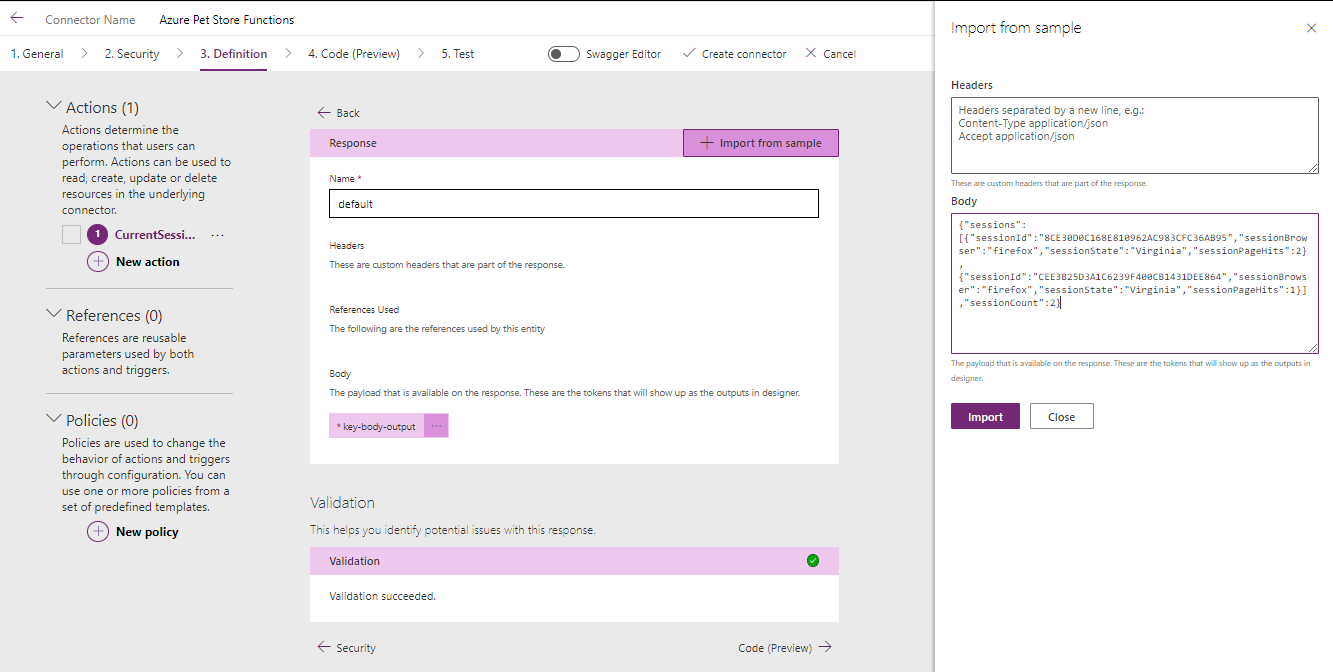 Connector Name Azure Pet Store Functions
1. General 2. Security 3. Definition 4. Code (Preview) 5. Test Swagger Editor Create connector Cancel
Actions (1)
Actions determine the
operations that users can
perform. Actions can be used to
read, create, update or delete
resources in the underlying
connector.
1 CurrentSessi... ...
New action
References (0)
References are reusable
parameters used by both
actions and triggers.
Policies (0)
Policies are used to change the
behavior of actions and triggers
through configuration. You can
use one or more policies from a
set of predefined templates.
New policy
Back
Response Import from sample
Name *
default
Headers
These are custom headers that are part of the response.
References Used
The following are the references used by this entity
Body
The payload that is available on the response. These are the tokens that will show up as the outputs in designer.
* key-body-output ...
Validation
This helps you identify potential issues with this response.
Validation
Validation succeeded.
Security Code (Preview)
Import from sample
Headers
Headers separated by a new line, e.g.:
Content-Type application/json
Accept application/json
These are custom headers that are part of the response.
Body
{"sessions":
[{"sessionId":"8CE30D0C168E810962AC983CFC36AB95","sessionBrow
ser":"firefox","sessionState":"Virginia","sessionPageHits":2}
,
{"sessionId":"CEE3B25D3A1C6239F400CB1431DEE864","sessionBrows
er":"firefox","sessionState":"Virginia","sessionPageHits":1}]
,"sessionCount":2}
The payload that is available on the response. These are the tokens that will show up as the outputs in
designer.
Import Close